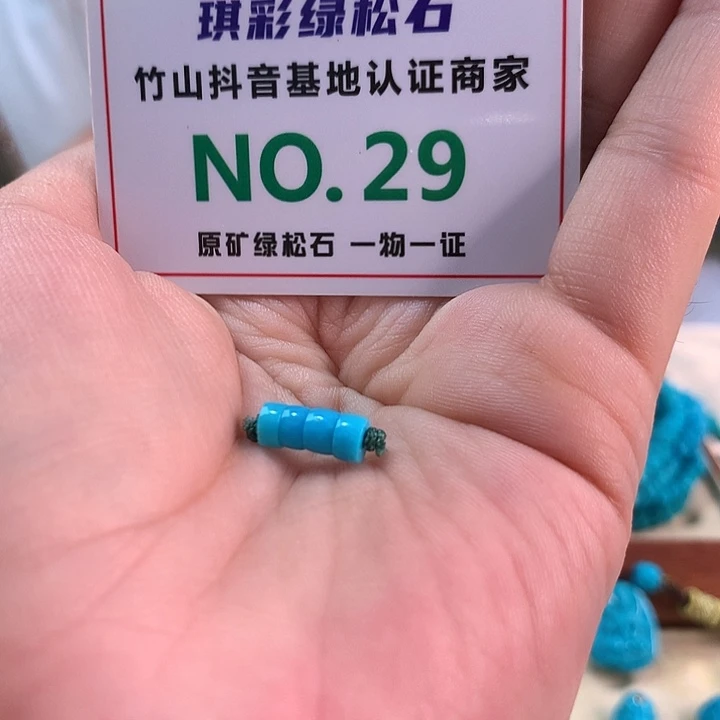 琪彩绿松石
竹山抖音基地认证商家
NO.29
原矿绿松石 一物一证